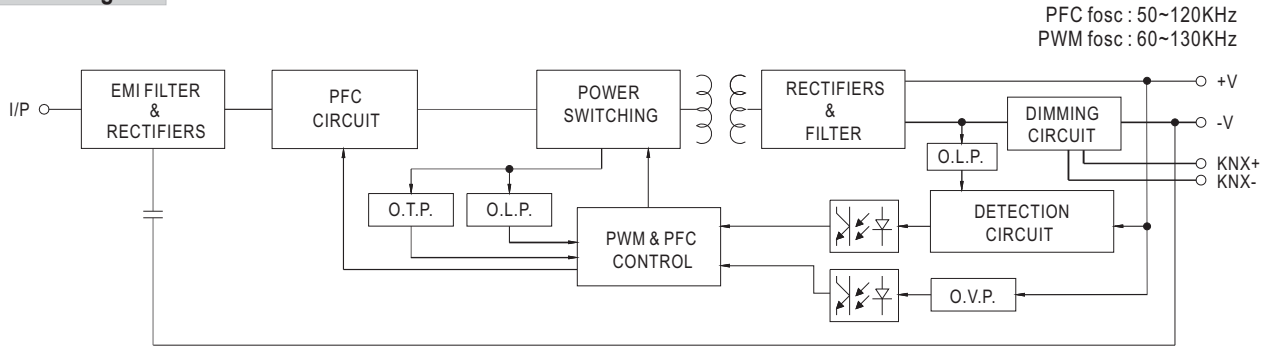 PFC fosc : 50~120KHz
PWM fosc : 60~130KHz
I/P
EMI FILTER
&
RECTIFIERS
PFC
CIRCUIT
POWER
SWITCHING
RECTIFIERS
&
FILTER
DIMMING
CIRCUIT
+V
-V
KNX+
KNX-
O.L.P.
O.T.P.
O.L.P.
PWM & PFC
CONTROL
DETECTION
CIRCUIT
O.V.P.